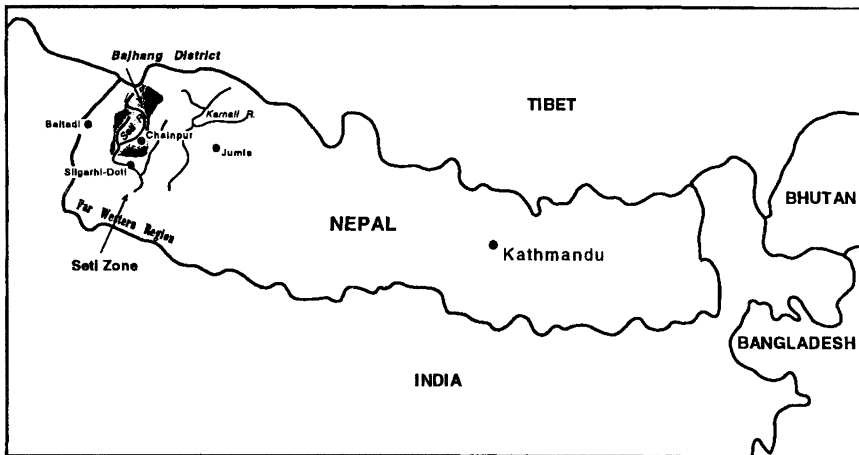 Bajhang District
TIBET
Karnali R.
Baitadi
Seti R.
Chainpur
Jumla
Silgarhi-Doti
BHUTAN
Far Western Region
NEPAL
Kathmandu
Seti Zone
BANGLADESH
INDIA